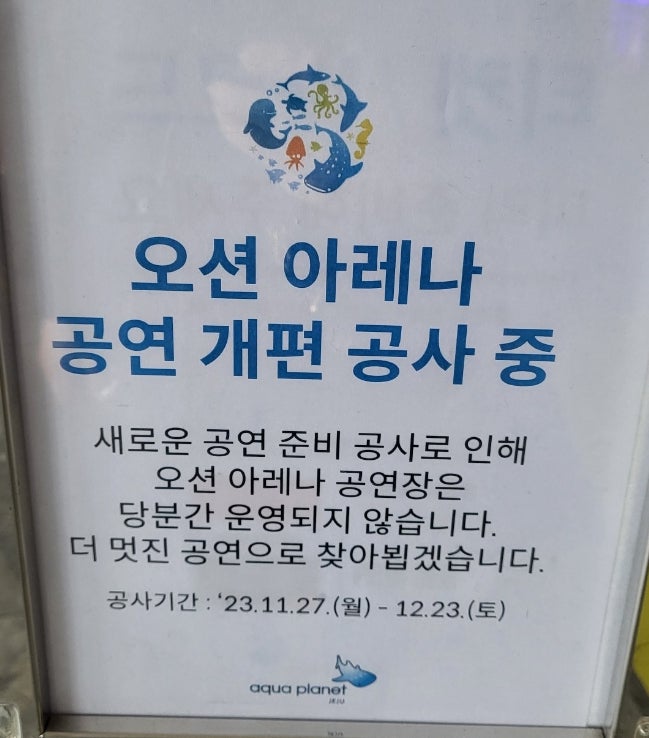 오션 아레나
공연 개편 공사 중
새로운 공연 준비 공사로 인해
오션 아레나 공연장은
당분간 운영되지 않습니다.
더 멋진 공연으로 찾아뵙겠습니다.
공사기간 : ‘23.11.27.(월) - 12.23.(토)
aqua planet